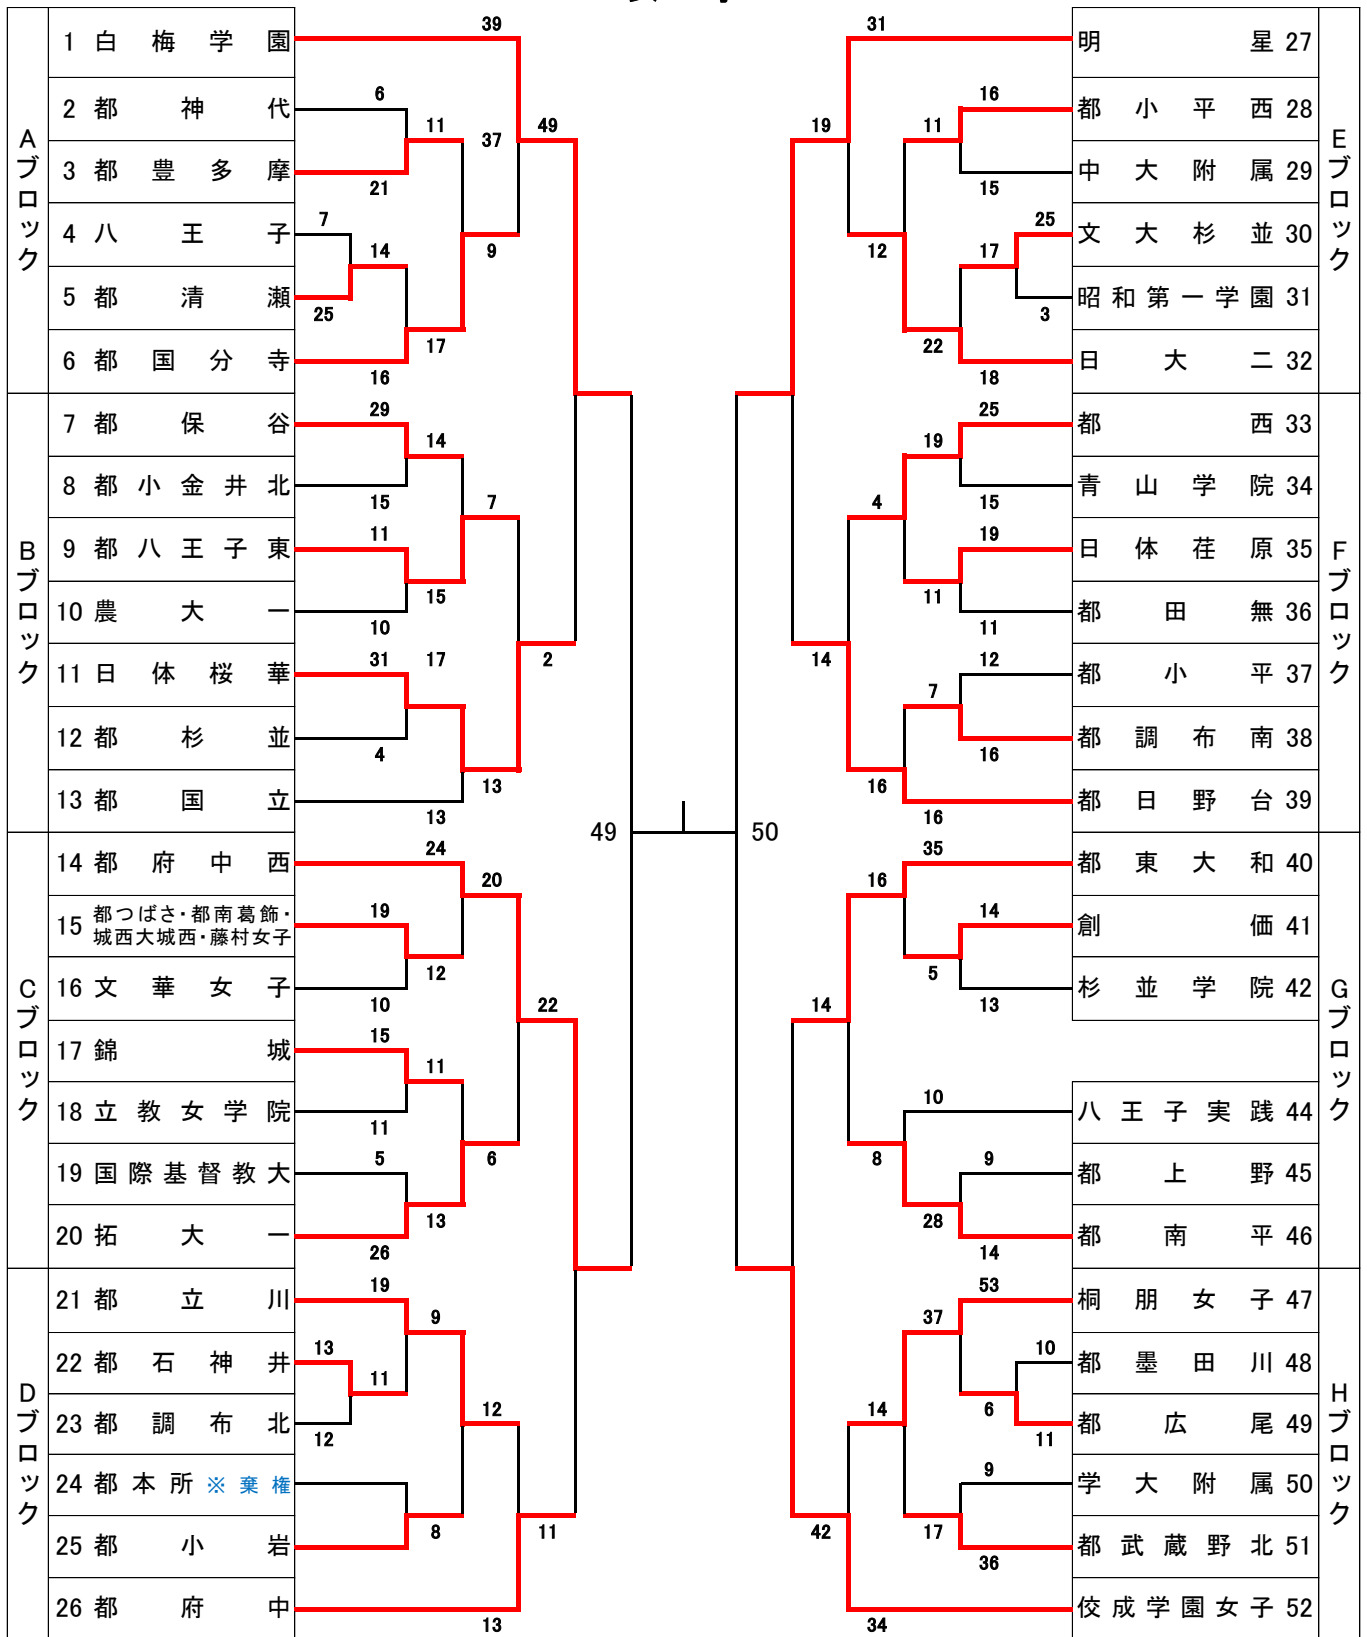 39
31
Aブロック
1 白梅学園
明星 27
Eブロック
6
16
2 都神代
都小平西 28
11
37
49
19
11
3 都豊多摩
中大附属 29
21
15
7
25
4 八王子
文大杉並 30
14
9
12
17
5 都清瀬
昭和第一学園 31
25
3
17
22
6 都国分寺
日大二 32
16
18
Bブロック
29
25
Fブロック
7 都保谷
都西 33
14
19
8 都小金井北
青山学院 34
15
7
4
15
11
19
9 都八王子東
日体荏原 35
15
11
10 農大一
都田無 36
10
11
31
17
2
14
12
11 日体桜華
都小平 37
7
12 都杉並
都調布南 38
4
16
13
16
13 都国立
都日野台 39
13
16
49
50
Cブロック
24
35
Gブロック
14 都府中西
都東大和 40
20
16
19
14
15 都つばさ・都南葛飾・
城西大城西・藤村女子
創価 41
12
5
16 文華女子
杉並学院 42
10
22
14
13
15
17 錦城
11
10
18 立教女学院
八王子実践 44
11
5
6
8
9
19 国際基督教大
都上野 45
13
28
20 拓大一
都南平 46
26
14
Dブロック
19
53
Hブロック
21 都立川
桐朋女子 47
9
37
13
10
22 都石神井
都墨田川 48
11
12
14
6
23 都調布北
都広尾 49
12
11
9
24 都本所 ※棄権
学大附属 50
8
11
42
17
25 都小岩
都武蔵野北 51
36
26 都府中
佼成学園女子 52
13
34